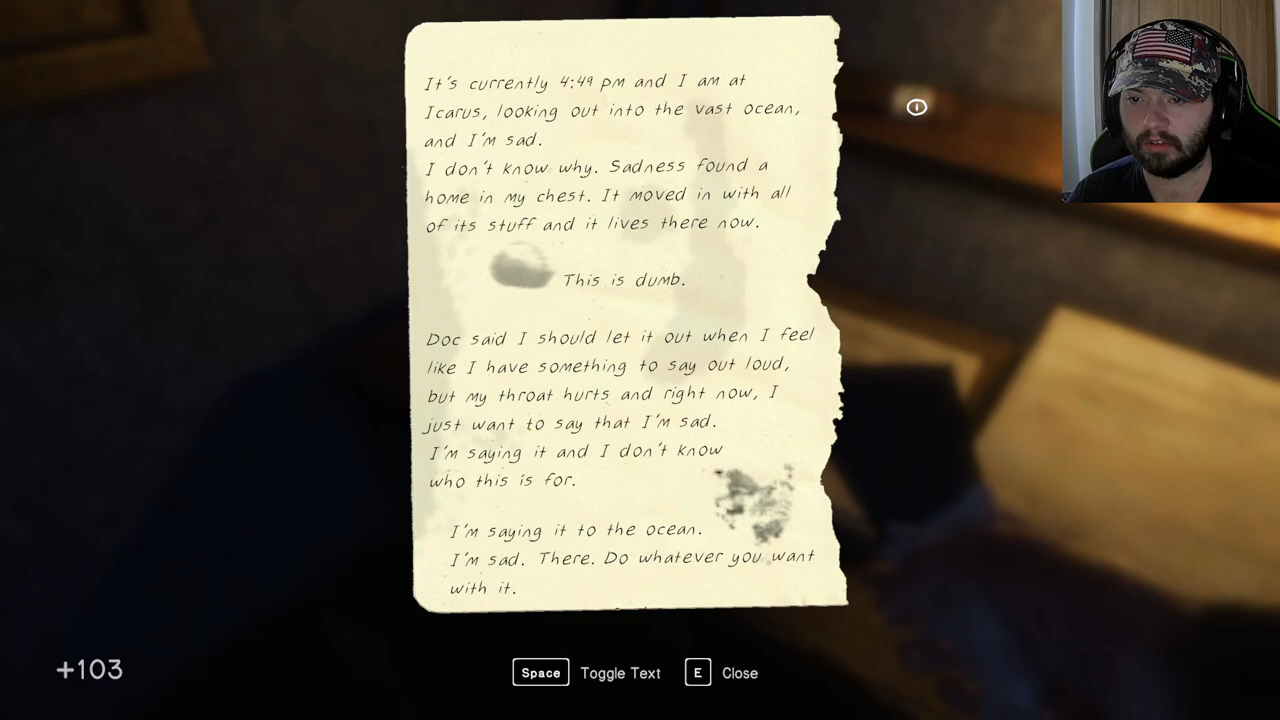 It's currently 4:49 pm and I am at
Icarus, looking out into the vast ocean,
and I'm sad.
I don't know why. Sadness found a
home in my chest. It moved in with all
of its stuff and it lives there now.
This is dumb.
Doc said I should let it out when I feel
like I have something to say out loud,
but my throat hurts and right now, I
just want to say that I'm sad.
I'm saying it and I don't know
who this is for.
I'm saying it to the ocean.
I'm sad. There. Do whatever you want
with it.
+103
Space Toggle Text E Close